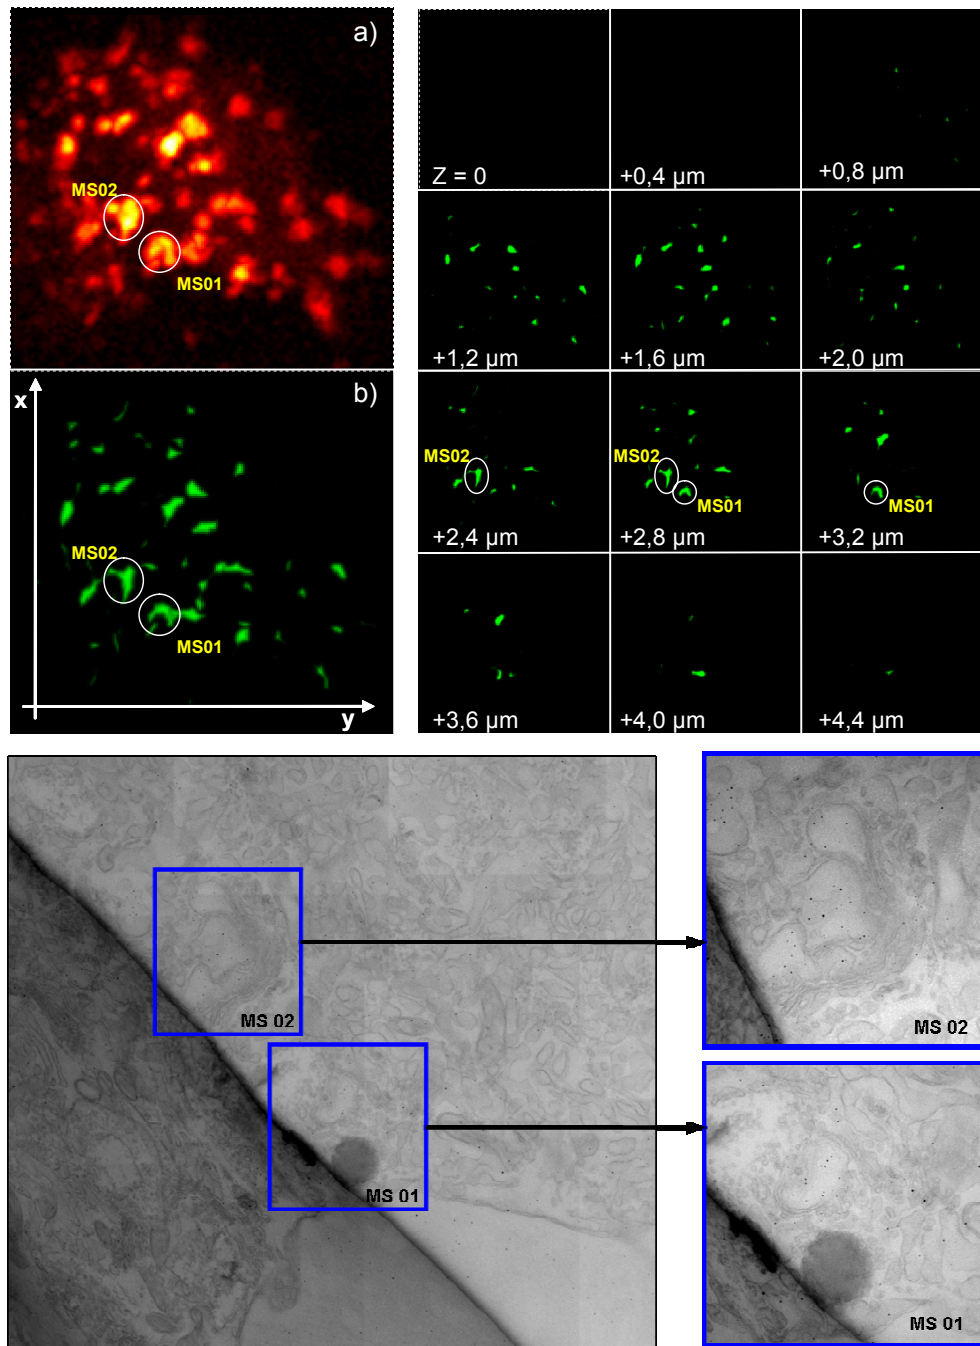 a)
MS02
MS01
b)
x
MS02
MS01
y
Z = 0
+0,4 µm
+0,8 µm
+1,2 µm
+1,6 µm
+2,0 µm
MS02
+2,4 µm
MS02
MS01
+2,8 µm
MS01
+3,2 µm
+3,6 µm
+4,0 µm
+4,4 µm
MS 02
MS 01
MS 02
MS 01